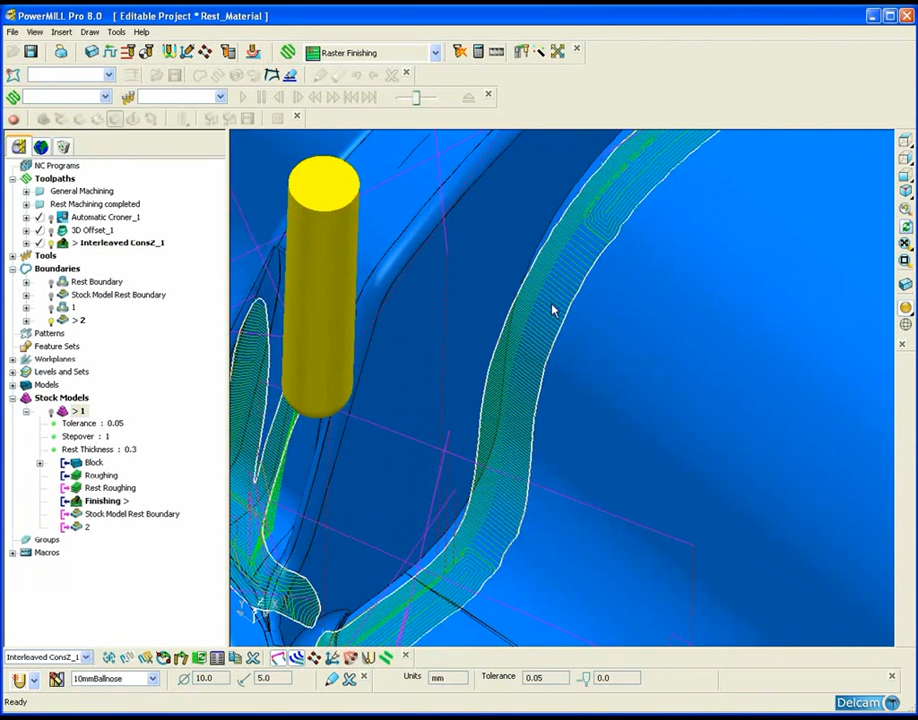 PowerMILL Pro 8.0 [ Editable Project * Rest_Material ]
File View Insert Draw Tools Help
Raster Finishing
NC Programs
Toolpaths
General Machining
Rest Machining completed
Automatic Croner_1
3D Offset_1
> Interleaved ConsZ_1
Tools
Boundaries
Rest Boundary
Stock Model Rest Boundary
1
> 2
Patterns
Feature Sets
Workplanes
Levels and Sets
Models
Stock Models
> 1
Tolerance : 0.05
Stepover : 1
Rest Thickness : 0.3
Block
Roughing
Rest Roughing
Finishing >
Stock Model Rest Boundary
2
Groups
Macros
Y Z X
Interleaved ConsZ_1
10mmBallnose 10.0 5.0 Units mm Tolerance 0.05 0.0
Ready Delcam